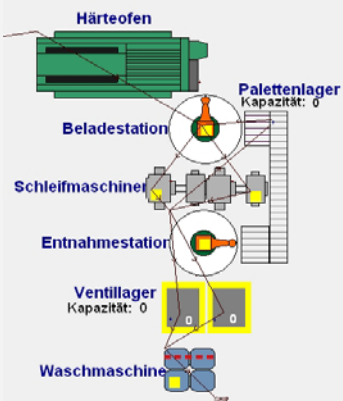 Härteofen
Palettenlager
Kapazität: 0
Beladestation
Schleifmaschinen
Entnahmestation
Ventillager
Kapazität: 0
0
0
Waschmaschine